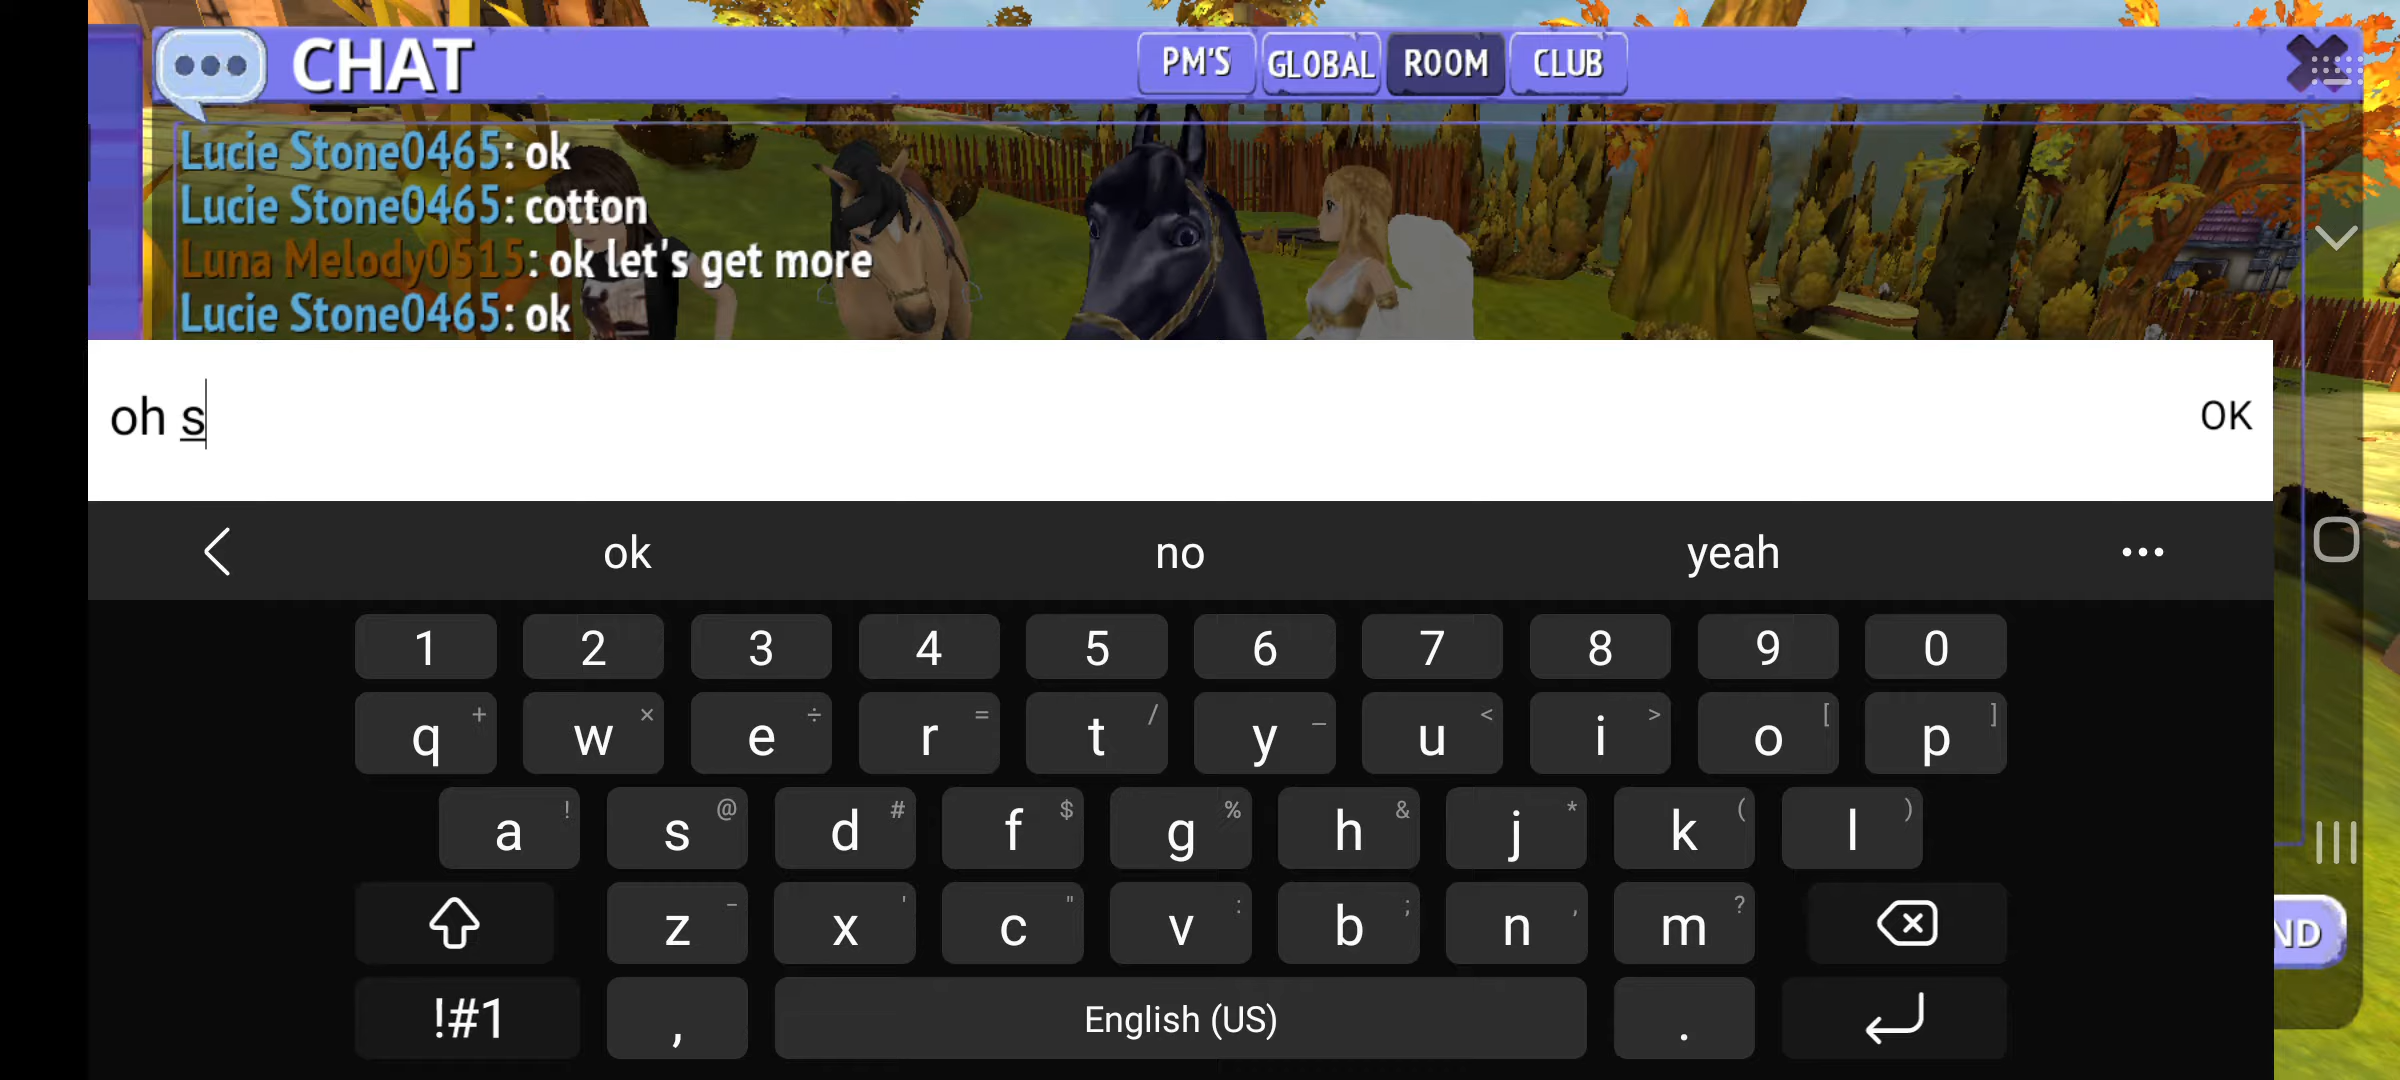 CHAT
PM'S GLOBAL ROOM CLUB
Lucie Stone0465: ok
Lucie Stone0465: cotton
Luna Melody0515: ok let's get more
Lucie Stone0465: ok
oh s
OK
ok no yeah
1 2 3 4 5 6 7 8 9 0
q + w × e ÷ r = t / y _ u < i > o [ p ]
a ! s @ d # f $ g % h & j * k ( l )
z - x ' c " v : b ; n , m ?
ND
!#1 , English (US) .